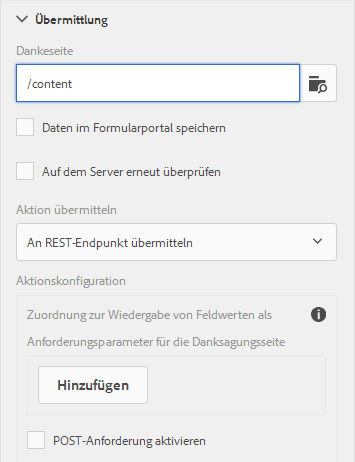 Übermittlung
Dankeseite
/content
Daten im Formularportal speichern
Auf dem Server erneut überprüfen
Aktion übermitteln
An REST-Endpunkt übermitteln
Aktionskonfiguration
Zuordnung zur Wiedergabe von Feldwerten als
Anforderungsparameter für die Danksagungsseite
Hinzufügen
POST-Anforderung aktivieren